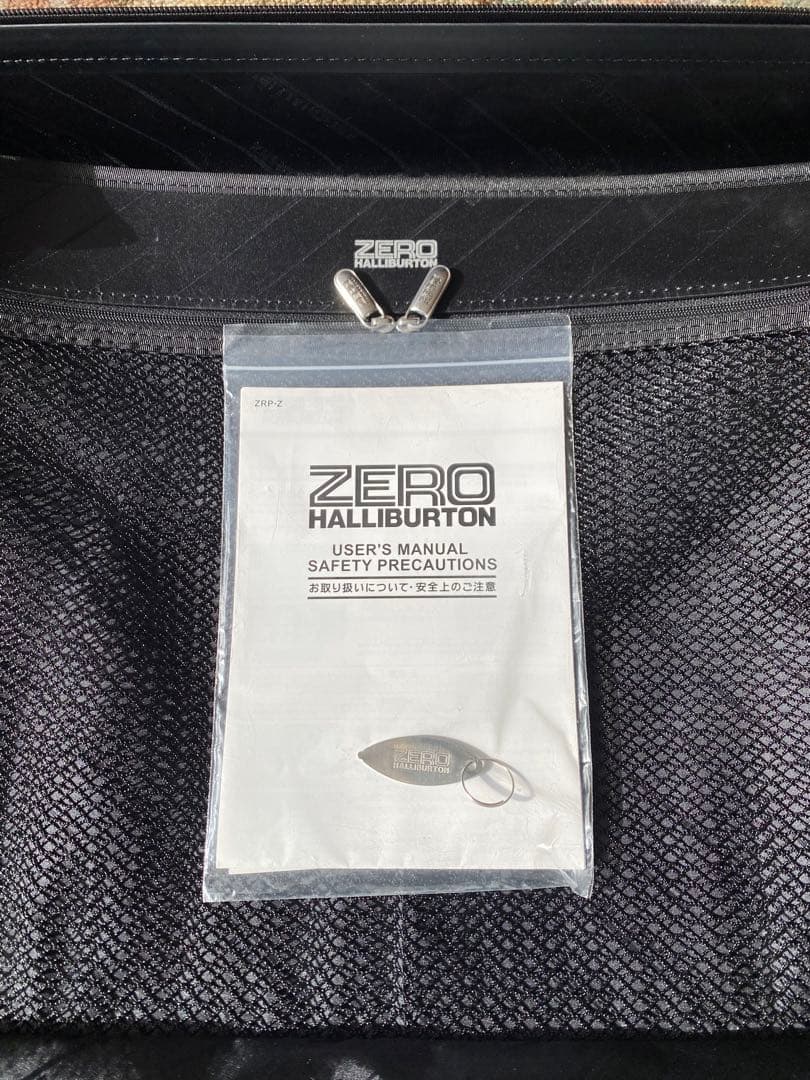 ZERO
HALLIBURTON
ZRP-Z
ZERO
HALLIBURTON
USER'S MANUAL
SAFETY PRECAUTIONS
お取り扱いについて・安全上のご注意
ZERO
HALLIBURTON